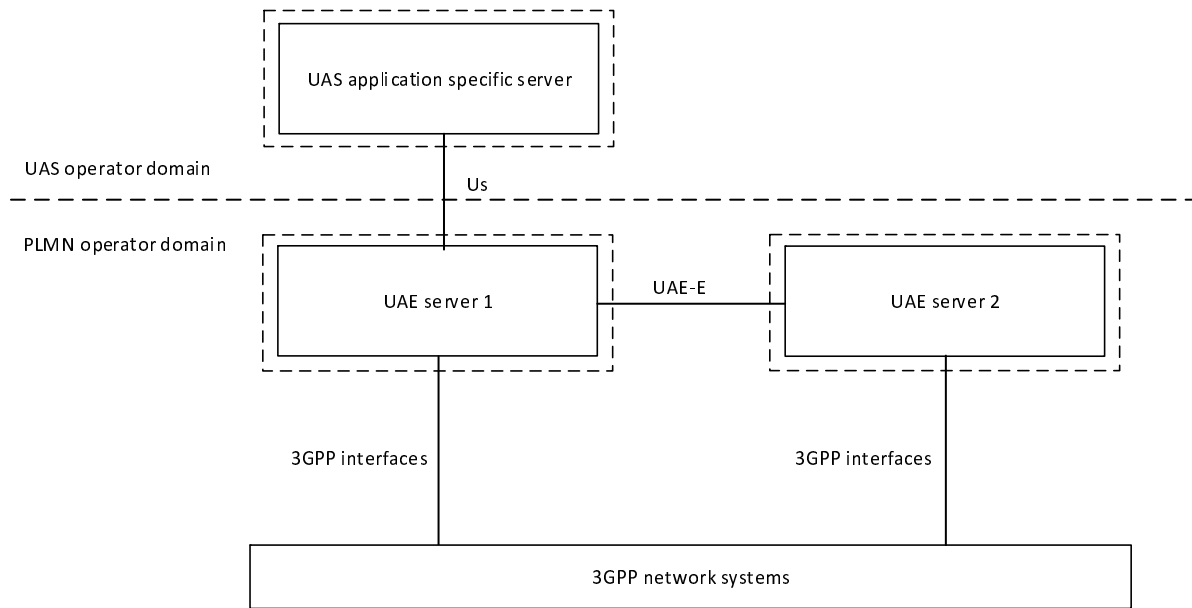 UAS application specific server
UAS operator domain
Us
PLMN operator domain
UAE server 1
UAE-E
UAE server 2
3GPP interfaces
3GPP interfaces
3GPP network systems